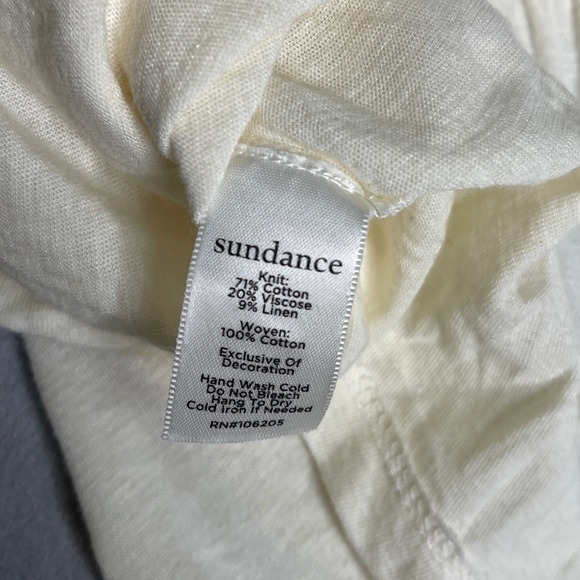 sundance
Knit:
71% Cotton
20% Viscose
9% Linen
Woven:
100% Cotton
Exclusive Of
Decoration
Hand Wash Cold
Do Not Bleach
Hang To Dry
Cold Iron If Needed
RN#106205